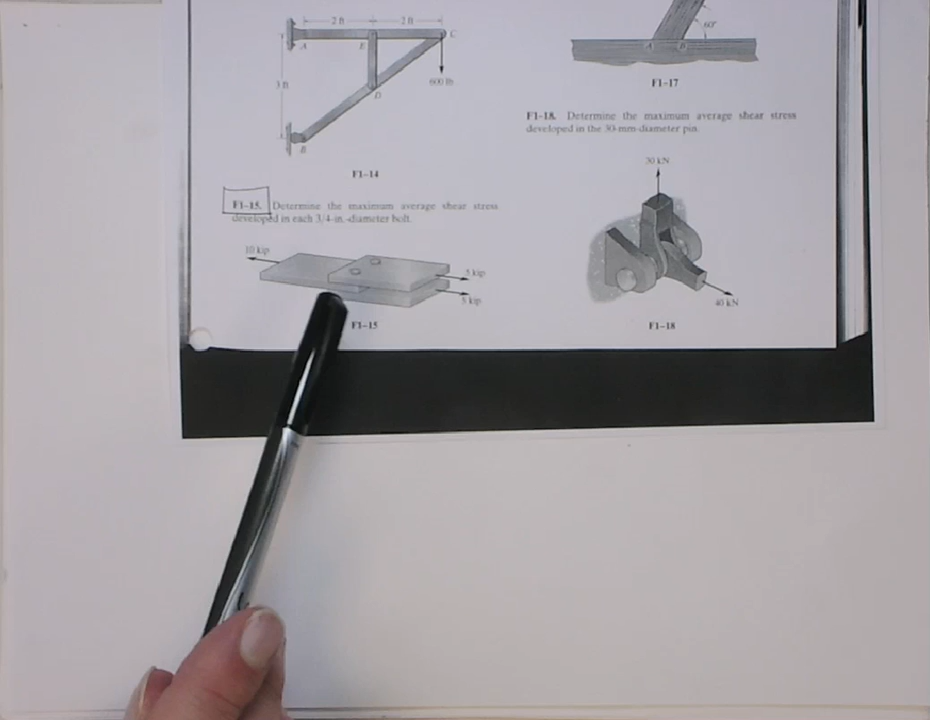 2 ft
2 ft
A
E
C
3 ft
600 lb
D
B
F1–14
F1–15. Determine the maximum average shear stress
developed in each 3/4-in.-diameter bolt.
10 kip
5 kip
5 kip
F1–15
60°
A
B
F1–17
F1–18. Determine the maximum average shear stress
developed in the 30-mm-diameter pin.
30 kN
40 kN
F1–18